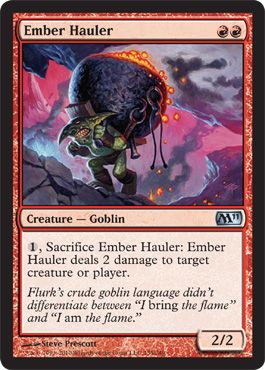 Ember Hauler
Creature — Goblin
M11
1, Sacrifice Ember Hauler: Ember
Hauler deals 2 damage to target
creature or player.
Flurk's crude goblin language didn't
differentiate between “I bring the flame”
and “I am the flame.”
2/2
Steve Prescott